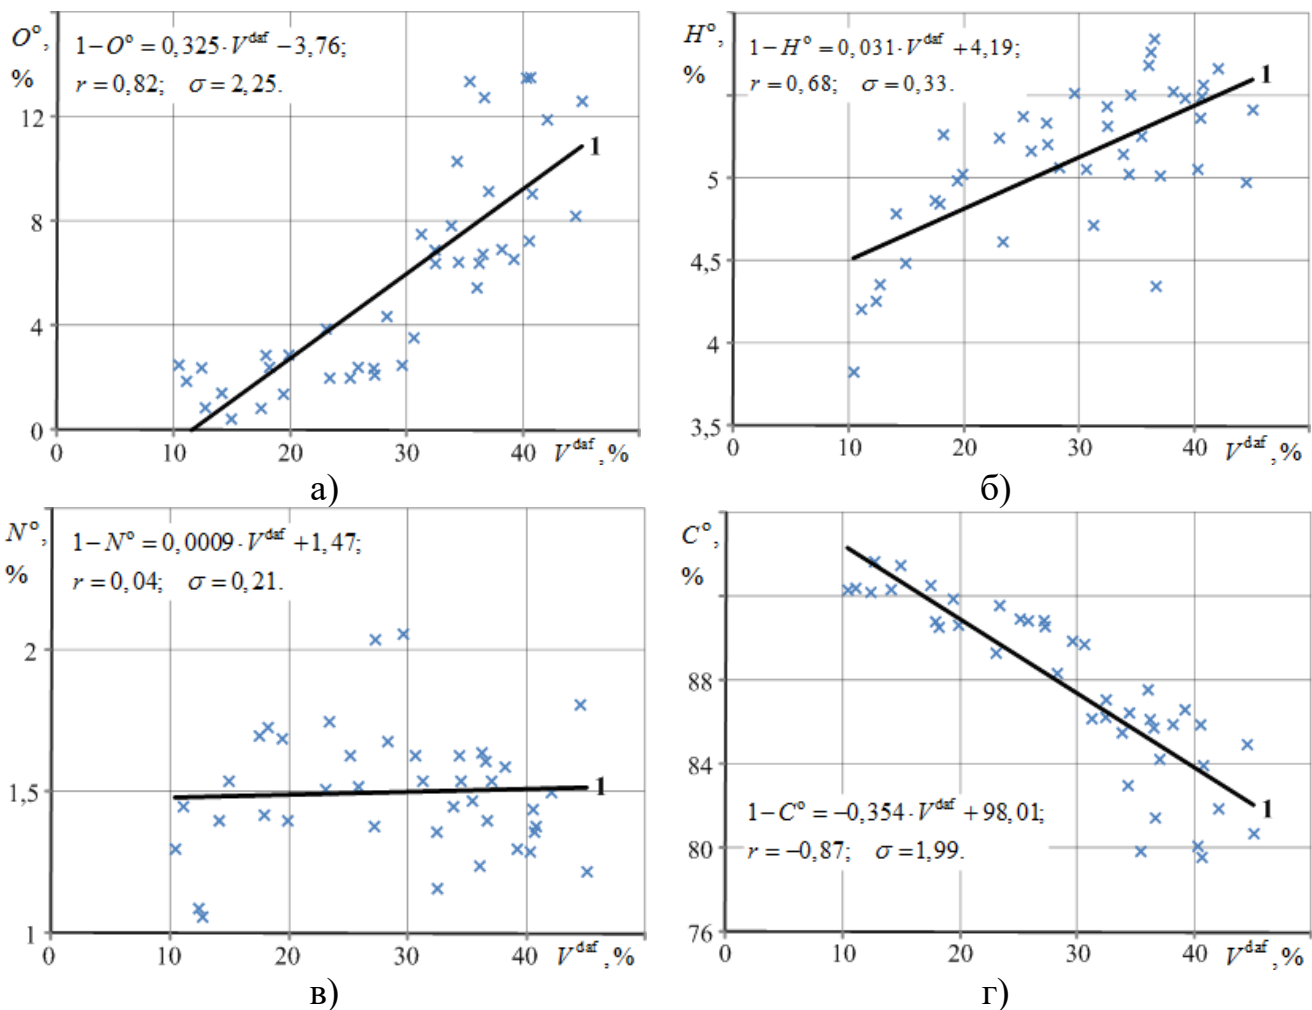 O°,
%
1–O° = 0,325·V^daf –3,76;
r = 0,82; σ = 2,25.
12
8
4
0
1
0
10
20
30
40
V^daf,%
а)
H°,
%
1–H° = 0,031·V^daf +4,19;
r = 0,68; σ = 0,33.
5
4,5
4
3,5
1
0
10
20
30
40
V^daf,%
б)
N°,
%
1–N° = 0,0009·V^daf +1,47;
r = 0,04; σ = 0,21.
2
1,5
1
1
0
10
20
30
40
V^daf,%
в)
C°,
%
88
84
80
76
1–C° = –0,354·V^daf +98,01;
r = –0,87; σ = 1,99.
1
0
10
20
30
40
V^daf,%
г)